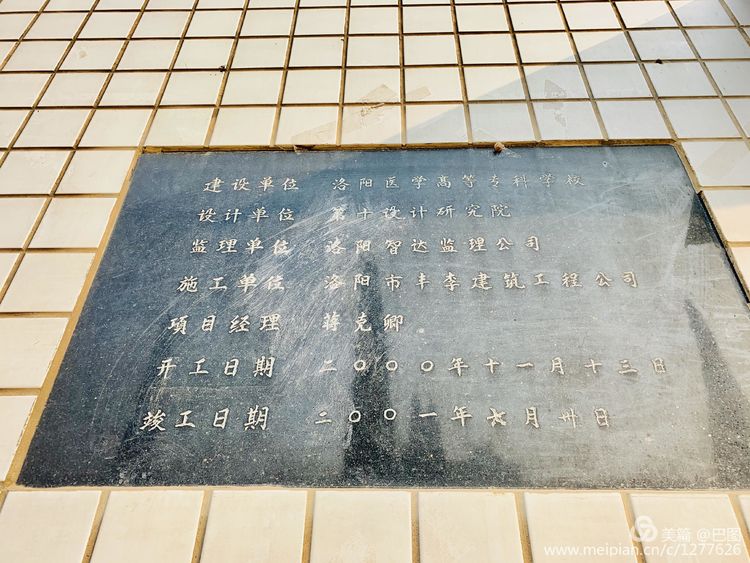 建设单位 洛阳医学高等专科学校
设计单位 第十设计研究院
监理单位 洛阳智达监理公司
施工单位 洛阳市丰李建筑工程公司
项目经理 蒋克卿
开工日期 二〇〇〇年十一月十三日
竣工日期 二〇〇一年七月卅日
美篇 @巴图
www.meipian.cn/c/1277626